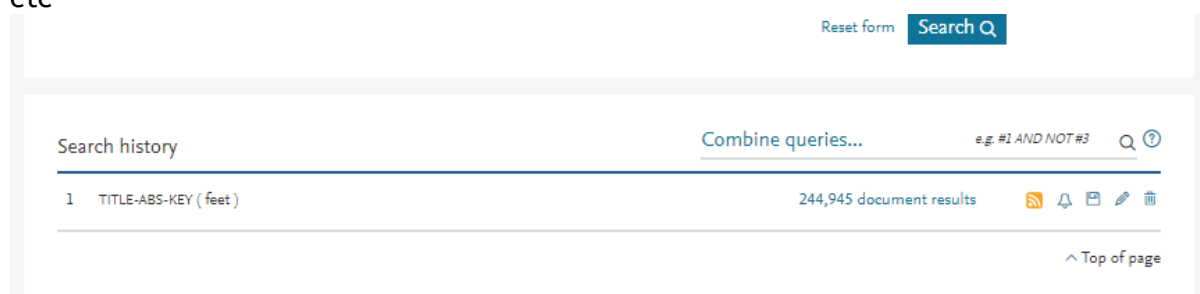 etc
Reset form Search
Search history Combine queries... e.g. #1 AND NOT #3
1 TITLE-ABS-KEY ( feet ) 244,945 document results
Top of page